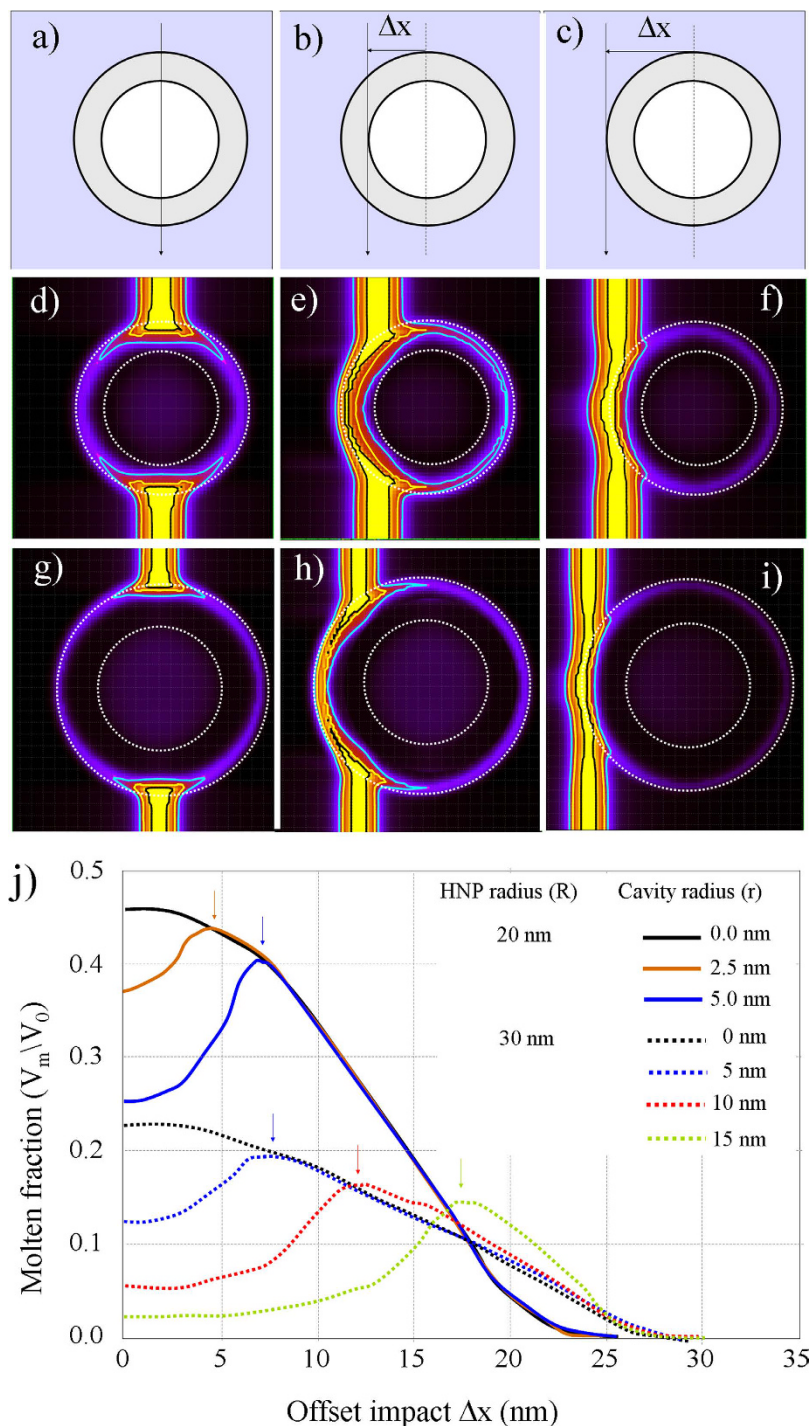 a)
b)
Δx
c)
Δx
d)
e)
f)
g)
h)
i)
j)
HNP radius (R)
Cavity radius (r)
20 nm
0.0 nm
2.5 nm
5.0 nm
30 nm
0 nm
5 nm
10 nm
15 nm
Molten fraction (Vm\V0)
0.5
0.4
0.3
0.2
0.1
0.0
0
5
10
15
20
25
30
35
Offset impact Δx (nm)